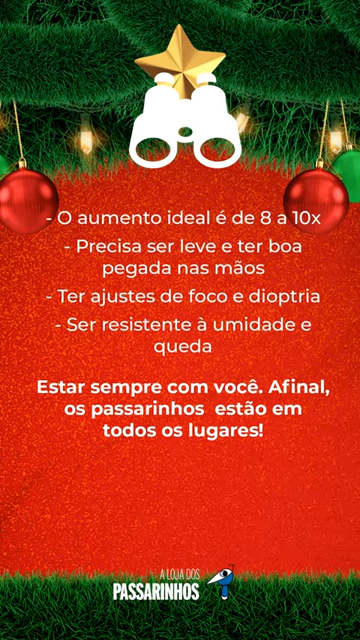 - O aumento ideal é de 8 a 10x
- Precisa ser leve e ter boa
pegada nas mãos
- Ter ajustes de foco e dioptria
- Ser resistente à umidade e
queda
Estar sempre com você. Afinal,
os passarinhos estão em
todos os lugares!
A LOJA DOS
PASSARINHOS